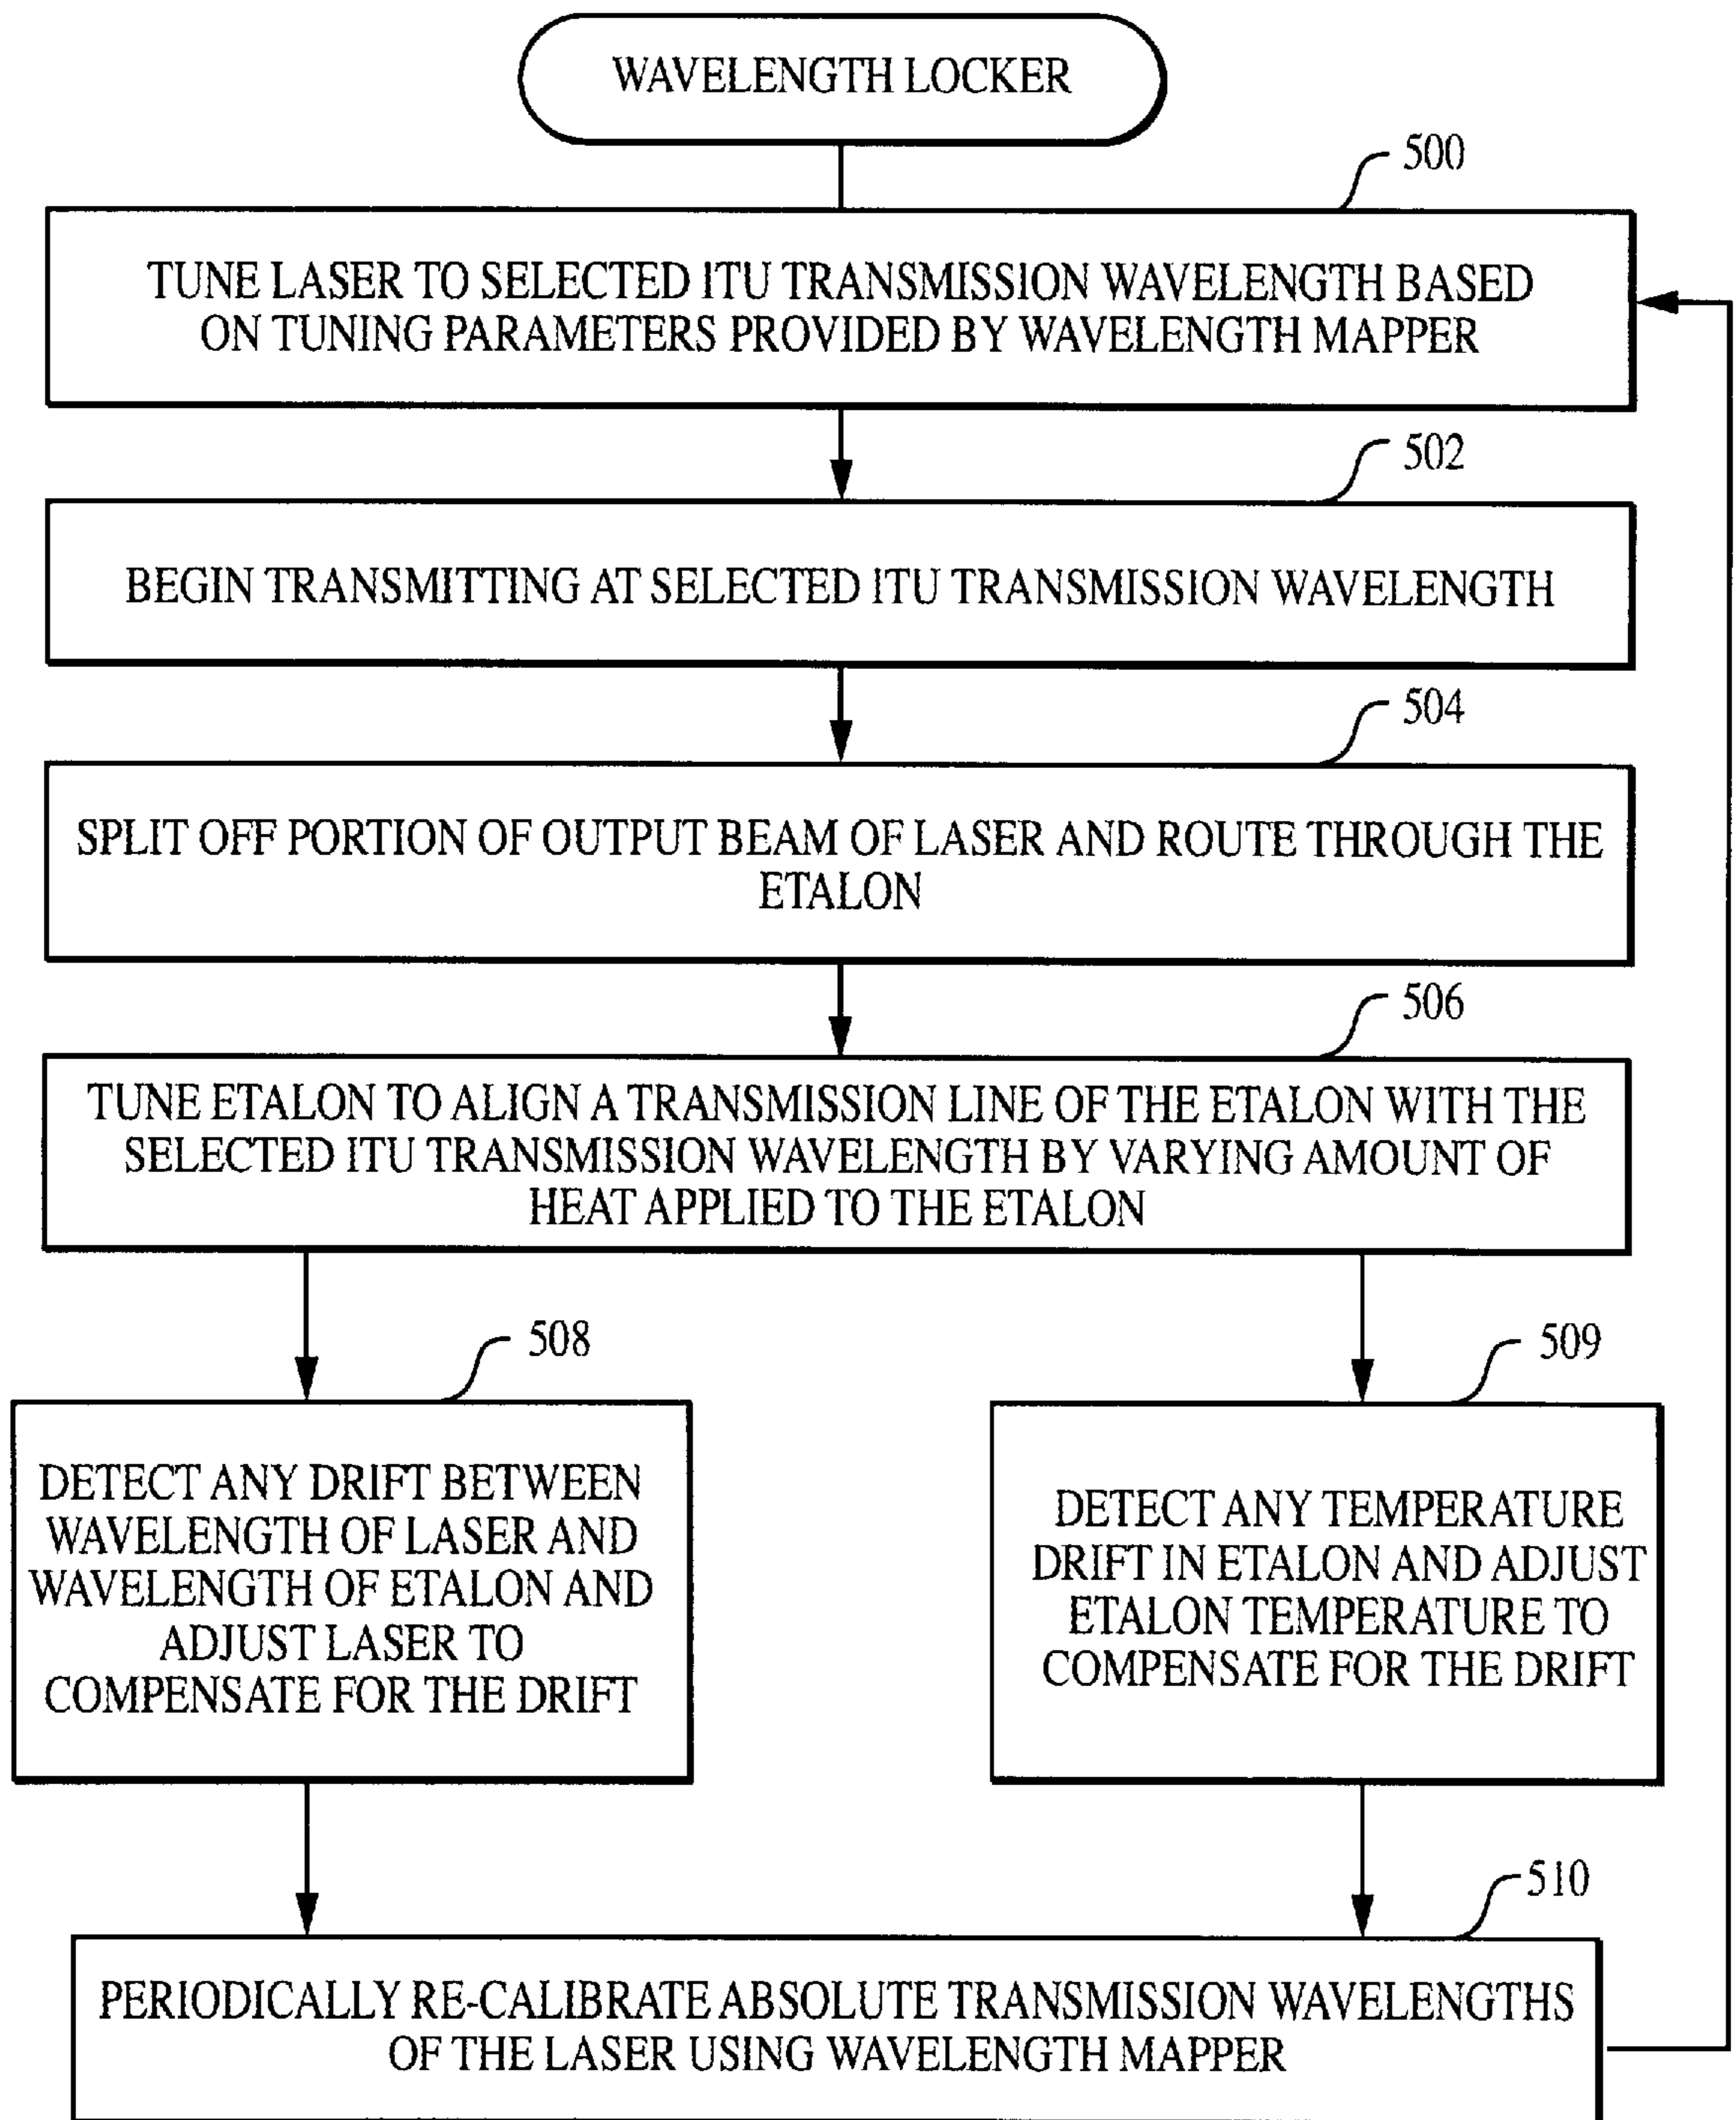 WAVELENGTH LOCKER
500
TUNE LASER TO SELECTED ITU TRANSMISSION WAVELENGTH BASED
ON TUNING PARAMETERS PROVIDED BY WAVELENGTH MAPPER
502
BEGIN TRANSMITTING AT SELECTED ITU TRANSMISSION WAVELENGTH
504
SPLIT OFF PORTION OF OUTPUT BEAM OF LASER AND ROUTE THROUGH THE
ETALON
506
TUNE ETALON TO ALIGN A TRANSMISSION LINE OF THE ETALON WITH THE
SELECTED ITU TRANSMISSION WAVELENGTH BY VARYING AMOUNT OF
HEAT APPLIED TO THE ETALON
508
DETECT ANY DRIFT BETWEEN
WAVELENGTH OF LASER AND
WAVELENGTH OF ETALON AND
ADJUST LASER TO
COMPENSATE FOR THE DRIFT
509
DETECT ANY TEMPERATURE
DRIFT IN ETALON AND ADJUST
ETALON TEMPERATURE TO
COMPENSATE FOR THE DRIFT
510
PERIODICALLY RE-CALIBRATE ABSOLUTE TRANSMISSION WAVELENGTHS
OF THE LASER USING WAVELENGTH MAPPER